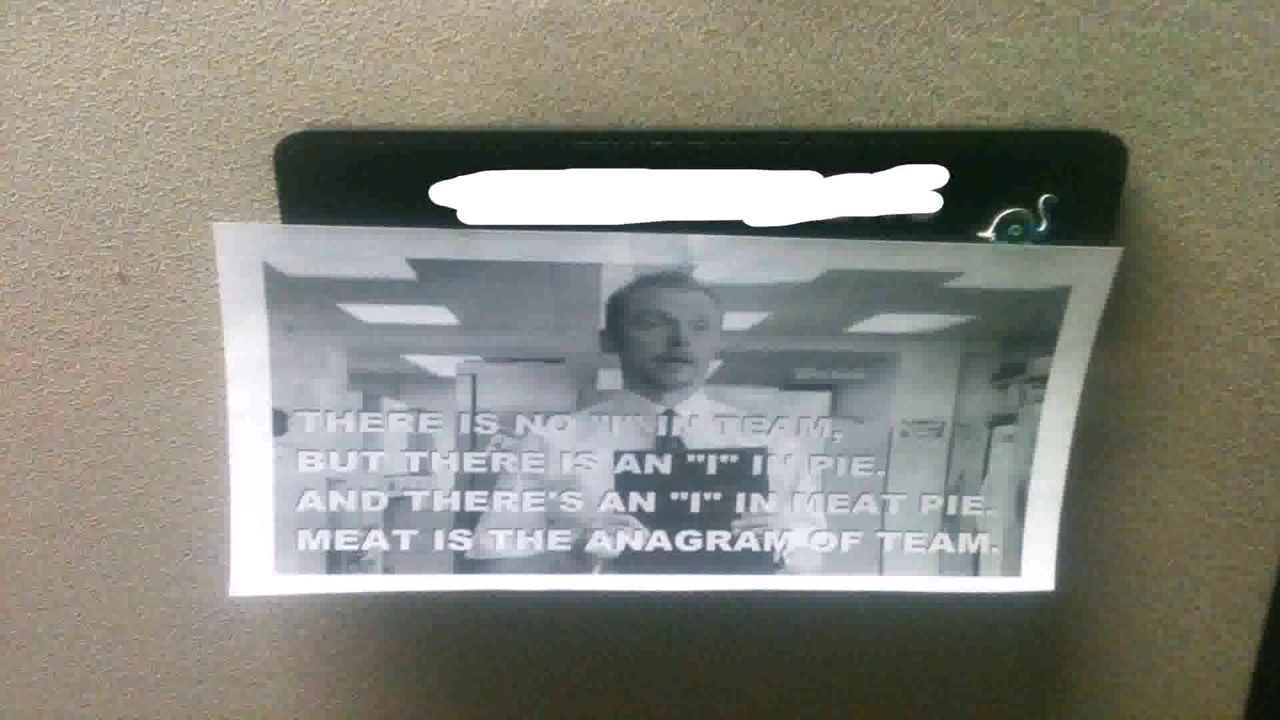 THERE IS NO "I" IN TEAM,
BUT THERE IS AN "I" IN PIE.
AND THERE'S AN "I" IN MEAT PIE.
MEAT IS THE ANAGRAM OF TEAM.